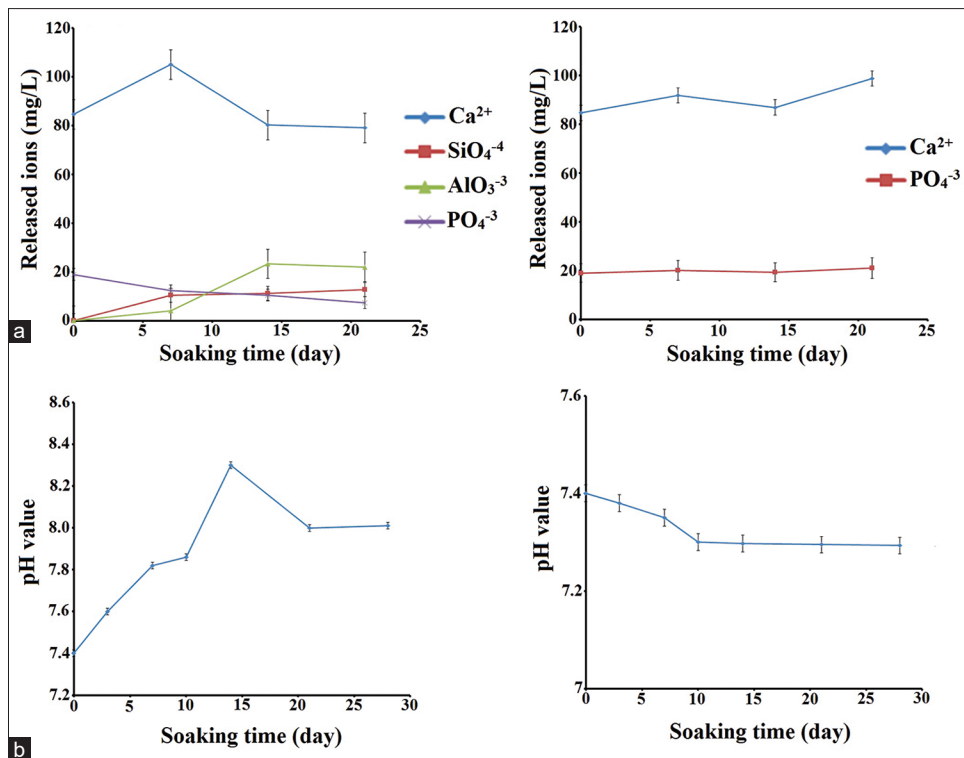 120
100
80
60
40
20
0
0 5 10 15 20 25
Released ions (mg/L)
Soaking time (day)
Ca²⁺
SiO₄⁻⁴
AlO₃⁻³
PO₄⁻³
a
120
100
80
60
40
20
0
0 5 10 15 20 25
Released ions (mg/L)
Soaking time (day)
Ca²⁺
PO₄⁻³
8.6
8.4
8.2
8.0
7.8
7.6
7.4
7.2
0 5 10 15 20 25 30
pH value
Soaking time (day)
b
7.6
7.4
7.2
7
0 5 10 15 20 25 30
pH value
Soaking time (day)